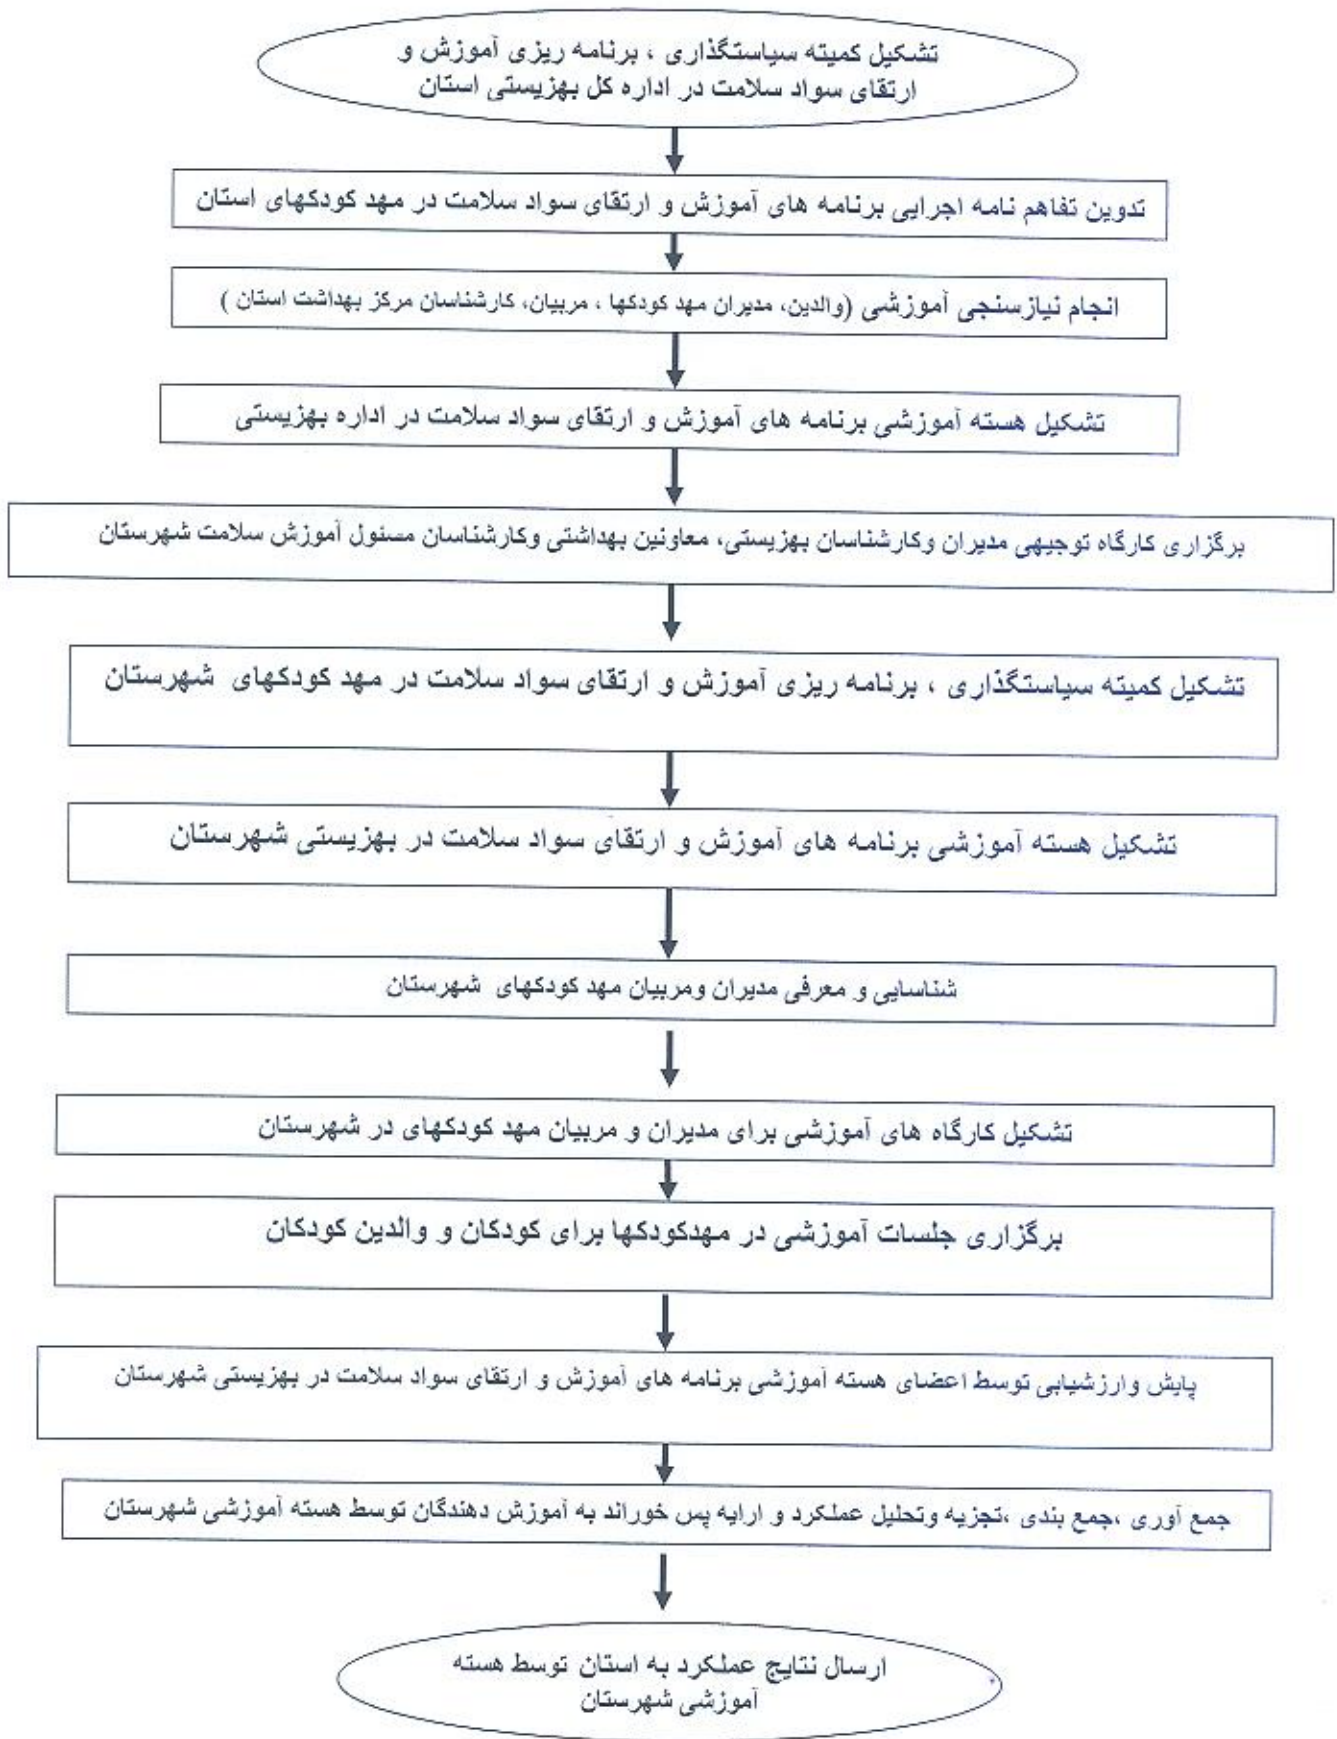 تشکیل کمیته سیاستگذاری ، برنامه ریزی آموزش و
ارتقای سواد سلامت در اداره کل بهزیستی استان
تدوین تفاهم نامه اجرایی برنامه های آموزش و ارتقای سواد سلامت در مهد کودکهای استان
انجام نیازسنجی آموزشی (والدین، مدیران مهد کودکها ، مربیان، کارشناسان مرکز بهداشت استان )
تشکیل هسته آموزشی برنامه های آموزش و ارتقای سواد سلامت در اداره بهزیستی
برگزاری کارگاه توجیهی مدیران وکارشناسان بهزیستی، معاونین بهداشتی وکارشناسان مسئول آموزش سلامت شهرستان
تشکیل کمیته سیاستگذاری ، برنامه ریزی آموزش و ارتقای سواد سلامت در مهد کودکهای شهرستان
تشکیل هسته آموزشی برنامه های آموزش و ارتقای سواد سلامت در بهزیستی شهرستان
شناسایی و معرفی مدیران ومربیان مهد کودکهای شهرستان
تشکیل کارگاه های آموزشی برای مدیران و مربیان مهد کودکهای در شهرستان
برگزاری جلسات آموزشی در مهدکودکها برای کودکان و والدین کودکان
پایش وارزشیابی توسط اعضای هسته آموزشی برنامه های آموزش و ارتقای سواد سلامت در بهزیستی شهرستان
جمع آوری ،جمع بندی ،تجزیه وتحلیل عملکرد و ارایه پس خوراند به آموزش دهندگان توسط هسته آموزشی شهرستان
ارسال نتایج عملکرد به استان توسط هسته
آموزشی شهرستان